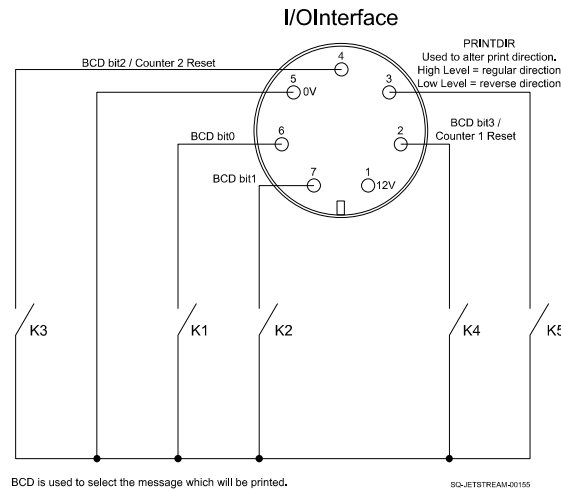 I/OInterface
PRINTDIR
Used to alter print direction.
High Level = regular direction
Low Level = reverse direction
BCD bit2 / Counter 2 Reset
4
5
0V
3
BCD bit3 /
Counter 1 Reset
BCD bit0
6
2
BCD bit1
7
1
12V
K3
K1
K2
K4
K5
BCD is used to select the message which will be printed.
SQ-JETSTREAM-00155